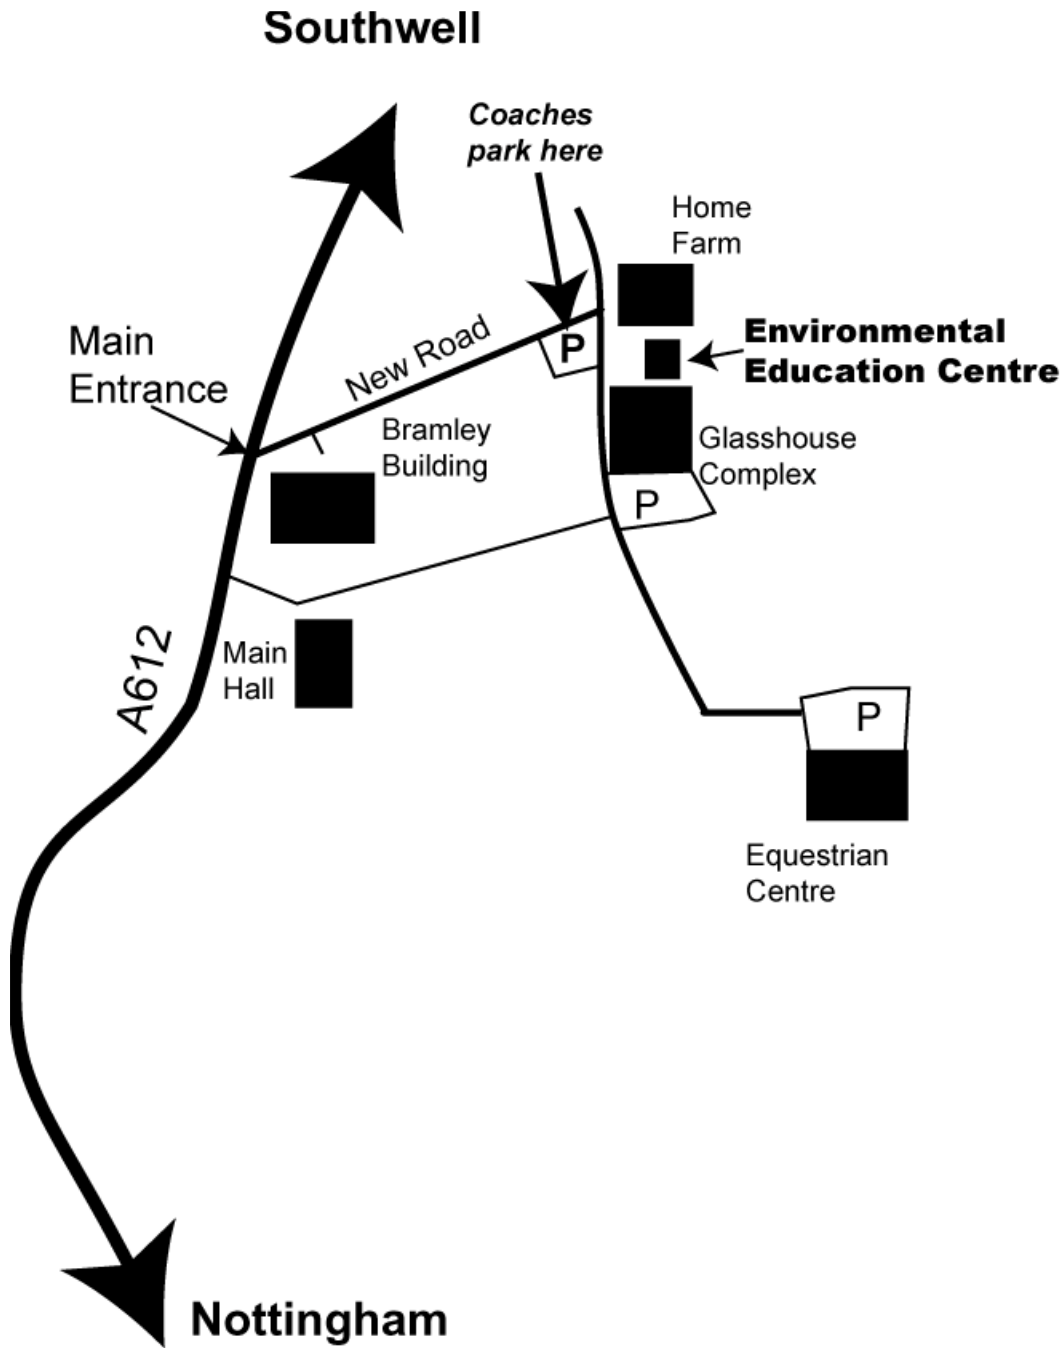 Southwell
Coaches
park here
Home
Farm
Main
Entrance
New Road
Environmental
Education Centre
Bramley
Building
Glasshouse
Complex
P
P
A612
Main
Hall
P
Equestrian
Centre
Nottingham